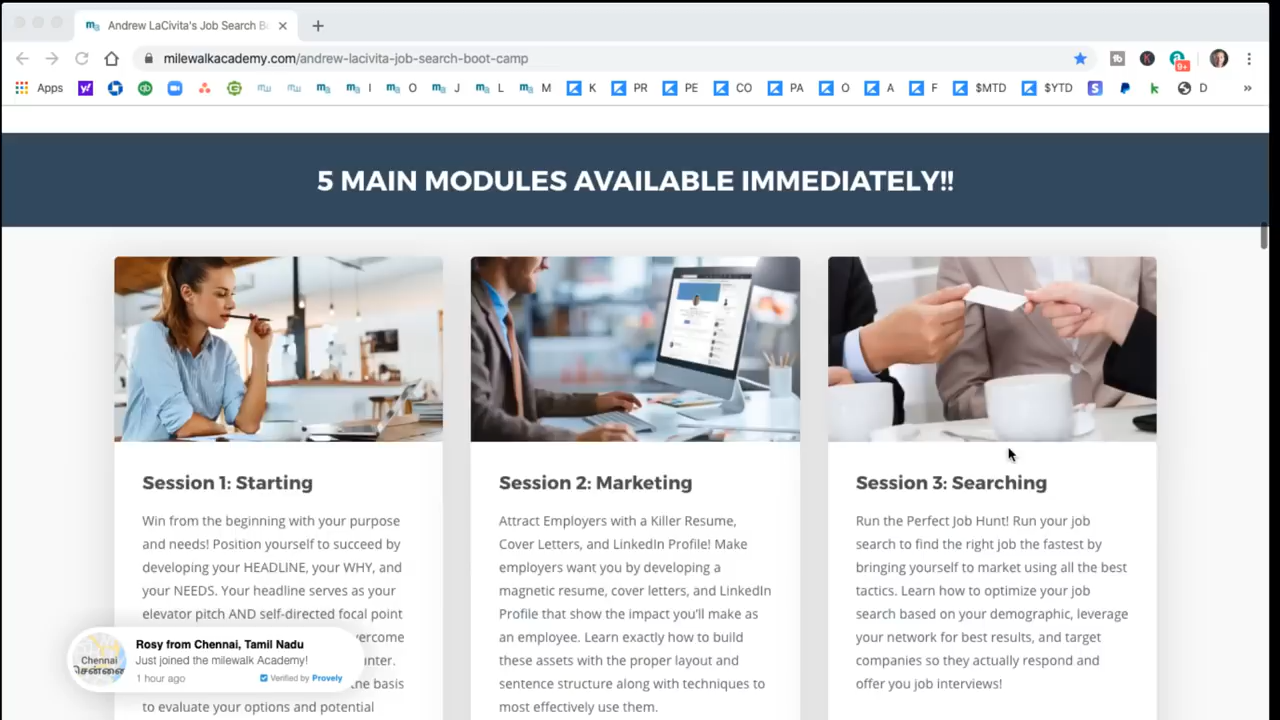 Andrew LaCivita's Job Search Bo
milewalkacademy.com/andrew-lacivita-job-search-boot-camp
9+
Apps I O J L M K PR PE CO PA O A F $MTD $YTD D »
5 MAIN MODULES AVAILABLE IMMEDIATELY!!
Session 1: Starting
Win from the beginning with your purpose
and needs! Position yourself to succeed by
developing your HEADLINE, your WHY, and
your NEEDS. Your headline serves as your
elevator pitch AND self-directed focal point
vercome
nter.
the basis
to evaluate your options and potential
Session 2: Marketing
Attract Employers with a Killer Resume,
Cover Letters, and LinkedIn Profile! Make
employers want you by developing a
magnetic resume, cover letters, and LinkedIn
Profile that show the impact you'll make as
an employee. Learn exactly how to build
these assets with the proper layout and
sentence structure along with techniques to
most effectively use them.
Session 3: Searching
Run the Perfect Job Hunt! Run your job
search to find the right job the fastest by
bringing yourself to market using all the best
tactics. Learn how to optimize your job
search based on your demographic, leverage
your network for best results, and target
companies so they actually respond and
offer you job interviews!
Chennai
Rosy from Chennai, Tamil Nadu
Just joined the milewalk Academy!
1 hour ago
Verified by Provely